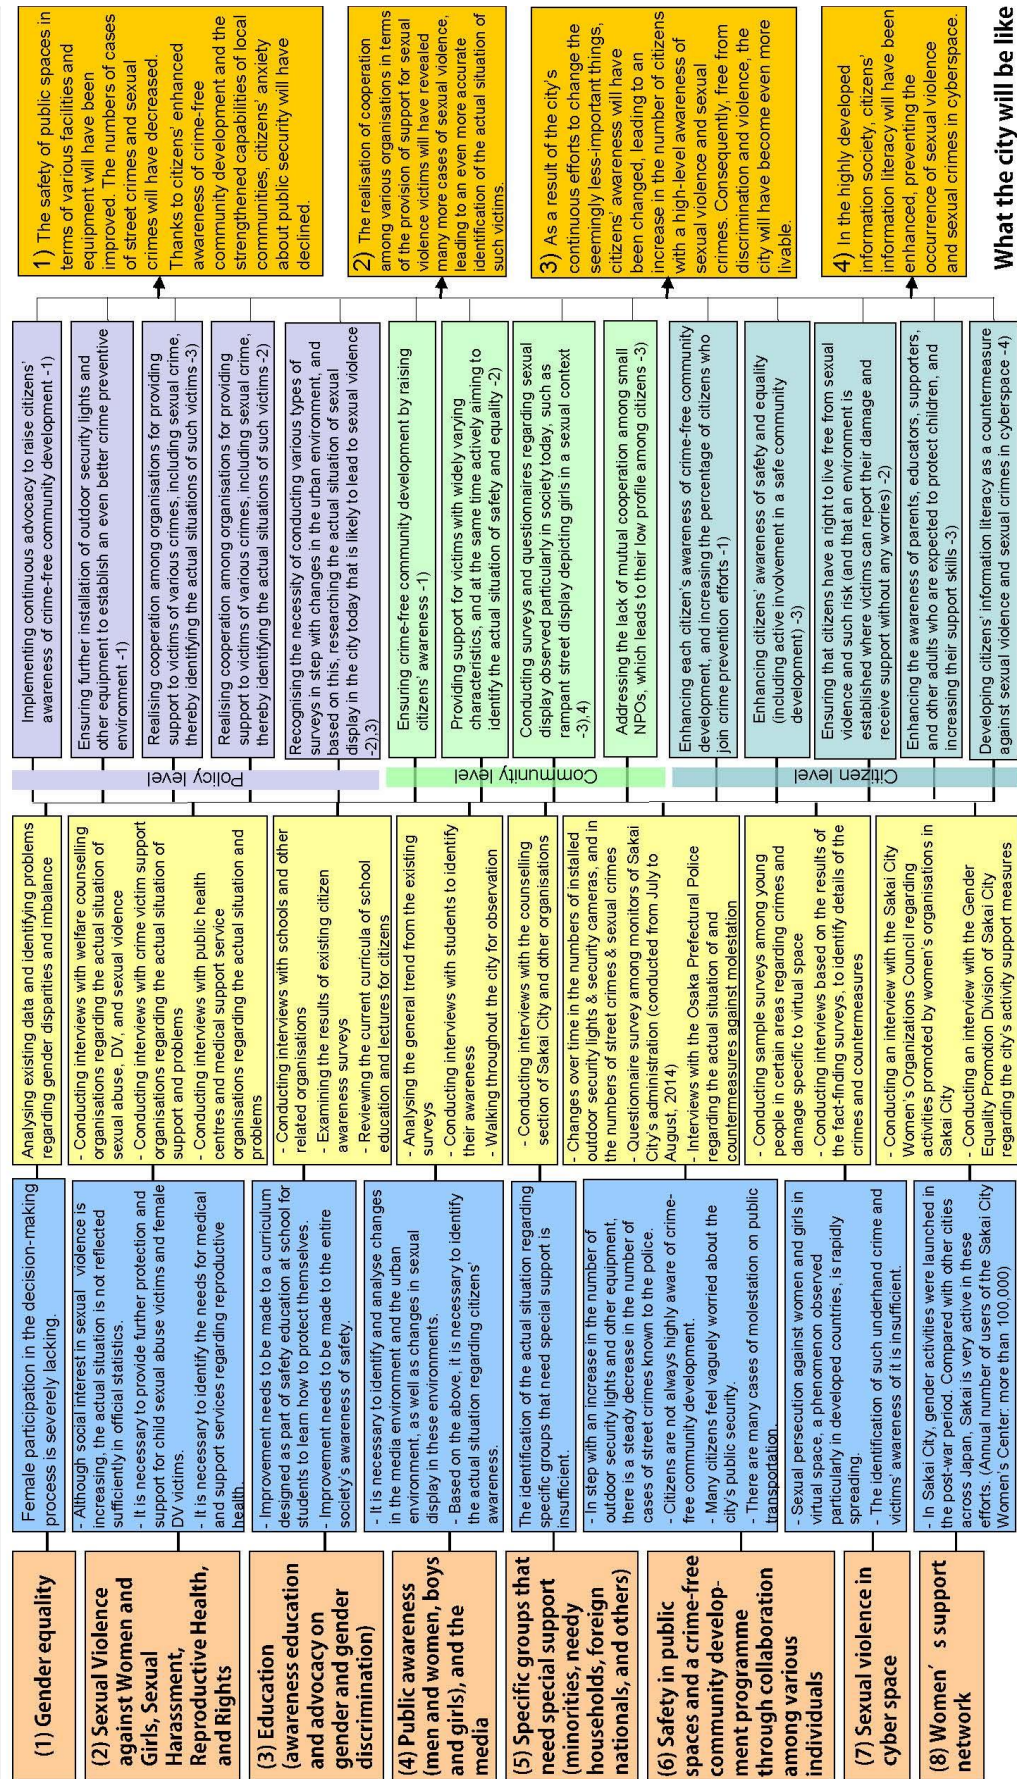 (1) Gender equality
(2) Sexual Violence
against Women and
Girls, Sexual
Harassment,
Reproductive Health,
and Rights
(3) Education
(awareness education
and advocacy on
gender and gender
discrimination)
(4) Public awareness
(men and women, boys
and girls), and the
media
(5) Specific groups that
need special support
(minorities, needy
households, foreign
nationals, and others)
(6) Safety in public
spaces and a crime-free
community develop-
ment programme
through collaboration
among various
individuals
(7) Sexual violence in
cyber space
(8) Women' s support
network
Female participation in the decision-making
process is severely lacking.
- Although social interest in sexual violence is
increasing, the actual situation is not reflected
sufficiently in official statistics.
- It is necessary to provide further protection and
support for child sexual abuse victims and female
DV victims.
- It is necessary to identify the needs for medical
and support services regarding reproductive
health.
- Improvement needs to be made to a curriculum
designed as part of safety education at school for
students to learn how to protect themselves.
- Improvement needs to be made to the entire
society's awareness of safety.
- It is necessary to identify and analyse changes
in the media environment and the urban
environment, as well as changes in sexual
display in these environments.
- Based on the above, it is necessary to identify
the actual situation regarding citizens'
awareness.
The identification of the actual situation regarding
specific groups that need special support is
insufficient.
- In step with an increase in the number of
outdoor security lights and other equipment,
there is a steady decrease in the number of
cases of street crimes known to the police.
- Citizens are not always highly aware of crime-
free community development.
- Many citizens feel vaguely worried about the
city's public security.
- There are many cases of molestation on public
transportation.
- Sexual persecution against women and girls in
virtual space, a phenomenon observed
particularly in developed countries, is rapidly
spreading.
- The identification of such underhand crime and
victims' awareness of it is insufficient.
- In Sakai City, gender activities were launched in
the post-war period. Compared with other cities
across Japan, Sakai is very active in these
efforts. (Annual number of users of the Sakai City
Women's Center: more than 100,000)
Analysing existing data and identifying problems
regarding gender disparities and imbalance
- Conducting interviews with welfare counselling
organisations regarding the actual situation of
sexual abuse, DV, and sexual violence
- Conducting interviews with crime victim support
organisations regarding the actual situation of
support and problems
- Conducting interviews with public health
centres and medical support service
organisations regarding the actual situation and
problems
- Conducting interviews with schools and other
related organisations
- Examining the results of existing citizen
awareness surveys
- Reviewing the current curricula of school
education and lectures for citizens
- Analysing the general trend from the existing
surveys
- Conducting interviews with students to identify
their awareness
- Walking throughout the city for observation
- Conducting interviews with the counselling
section of Sakai City and other organisations
- Changes over time in the numbers of installed
outdoor security lights & security cameras, and in
the numbers of street crimes & sexual crimes
- Questionnaire survey among monitors of Sakai
City's administration (conducted from July to
August, 2014)
- Interviews with the Osaka Prefectural Police
regarding the actual situation of and
countermeasures against molestation
- Conducting sample surveys among young
people in certain areas regarding crimes and
damage specific to virtual space
- Conducting interviews based on the results of
the fact-finding surveys, to identify details of the
crimes and countermeasures
- Conducting an interview with the Sakai City
Women's Organizations Council regarding
activities promoted by women's organisations in
Sakai City
- Conducting an interview with the Gender
Equality Promotion Division of Sakai City
regarding the city's activity support measures
Policy level
Community level
Citizen level
Implementing continuous advocacy to raise citizens'
awareness of crime-free community development -1)
Ensuring further installation of outdoor security lights and
other equipment to establish an even better crime preventive
environment -1)
Realising cooperation among organisations for providing
support to victims of various crimes, including sexual crime,
thereby identifying the actual situations of such victims -3)
Realising cooperation among organisations for providing
support to victims of various crimes, including sexual crime,
thereby identifying the actual situations of such victims -2)
Recognising the necessity of conducting various types of
surveys in step with changes in the urban environment, and
based on this, researching the actual situation of sexual
display in the city today that is likely to lead to sexual violence
-2),3)
Ensuring crime-free community development by raising
citizens' awareness -1)
Providing support for victims with widely varying
characteristics, and at the same time actively aiming to
identify the actual situation of safety and equality -2)
Conducting surveys and questionnaires regarding sexual
display observed particularly in society today, such as
rampant street display depicting girls in a sexual context
-3),4)
Addressing the lack of mutual cooperation among small
NPOs, which leads to their low profile among citizens -3)
Enhancing each citizen's awareness of crime-free community
development, and increasing the percentage of citizens who
join crime prevention efforts -1)
Enhancing citizens' awareness of safety and equality
(including active involvement in a safe community
development) -3)
Ensuring that citizens have a right to live free from sexual
violence and such risk (and that an environment is
established where victims can report their damage and
receive support without any worries) -2)
Enhancing the awareness of parents, educators, supporters,
and other adults who are expected to protect children, and
increasing their support skills -3)
Developing citizens' information literacy as a countermeasure
against sexual violence and sexual crimes in cyberspace -4)
1) The safety of public spaces in
terms of various facilities and
equipment will have been
improved. The numbers of cases
of street crimes and sexual
crimes will have decreased.
Thanks to citizens' enhanced
awareness of crime-free
community development and the
strengthened capabilities of local
communities, citizens' anxiety
about public security will have
declined.
2) The realisation of cooperation
among various organisations in terms
of the provision of support for sexual
violence victims will have revealed
many more cases of sexual violence,
leading to an even more accurate
identification of the actual situation of
such victims.
3) As a result of the city's
continuous efforts to change the
seemingly less-important things,
citizens' awareness will have
been changed, leading to an
increase in the number of citizens
with a high-level awareness of
sexual violence and sexual
crimes. Consequently, free from
discrimination and violence, the
city will have become even more
livable.
4) In the highly developed
information society, citizens'
information literacy will have been
enhanced, preventing the
occurrence of sexual violence
and sexual crimes in cyberspace.
What the city will be like